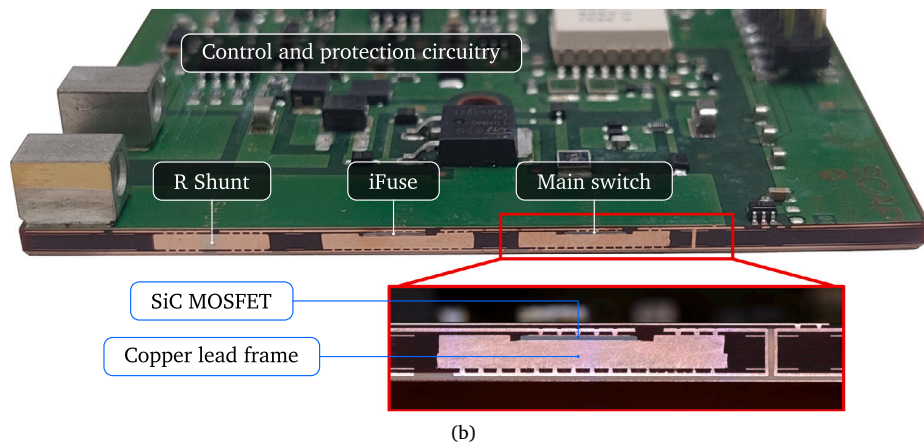 Control and protection circuitry
R Shunt
iFuse
Main switch
SiC MOSFET
Copper lead frame
(b)